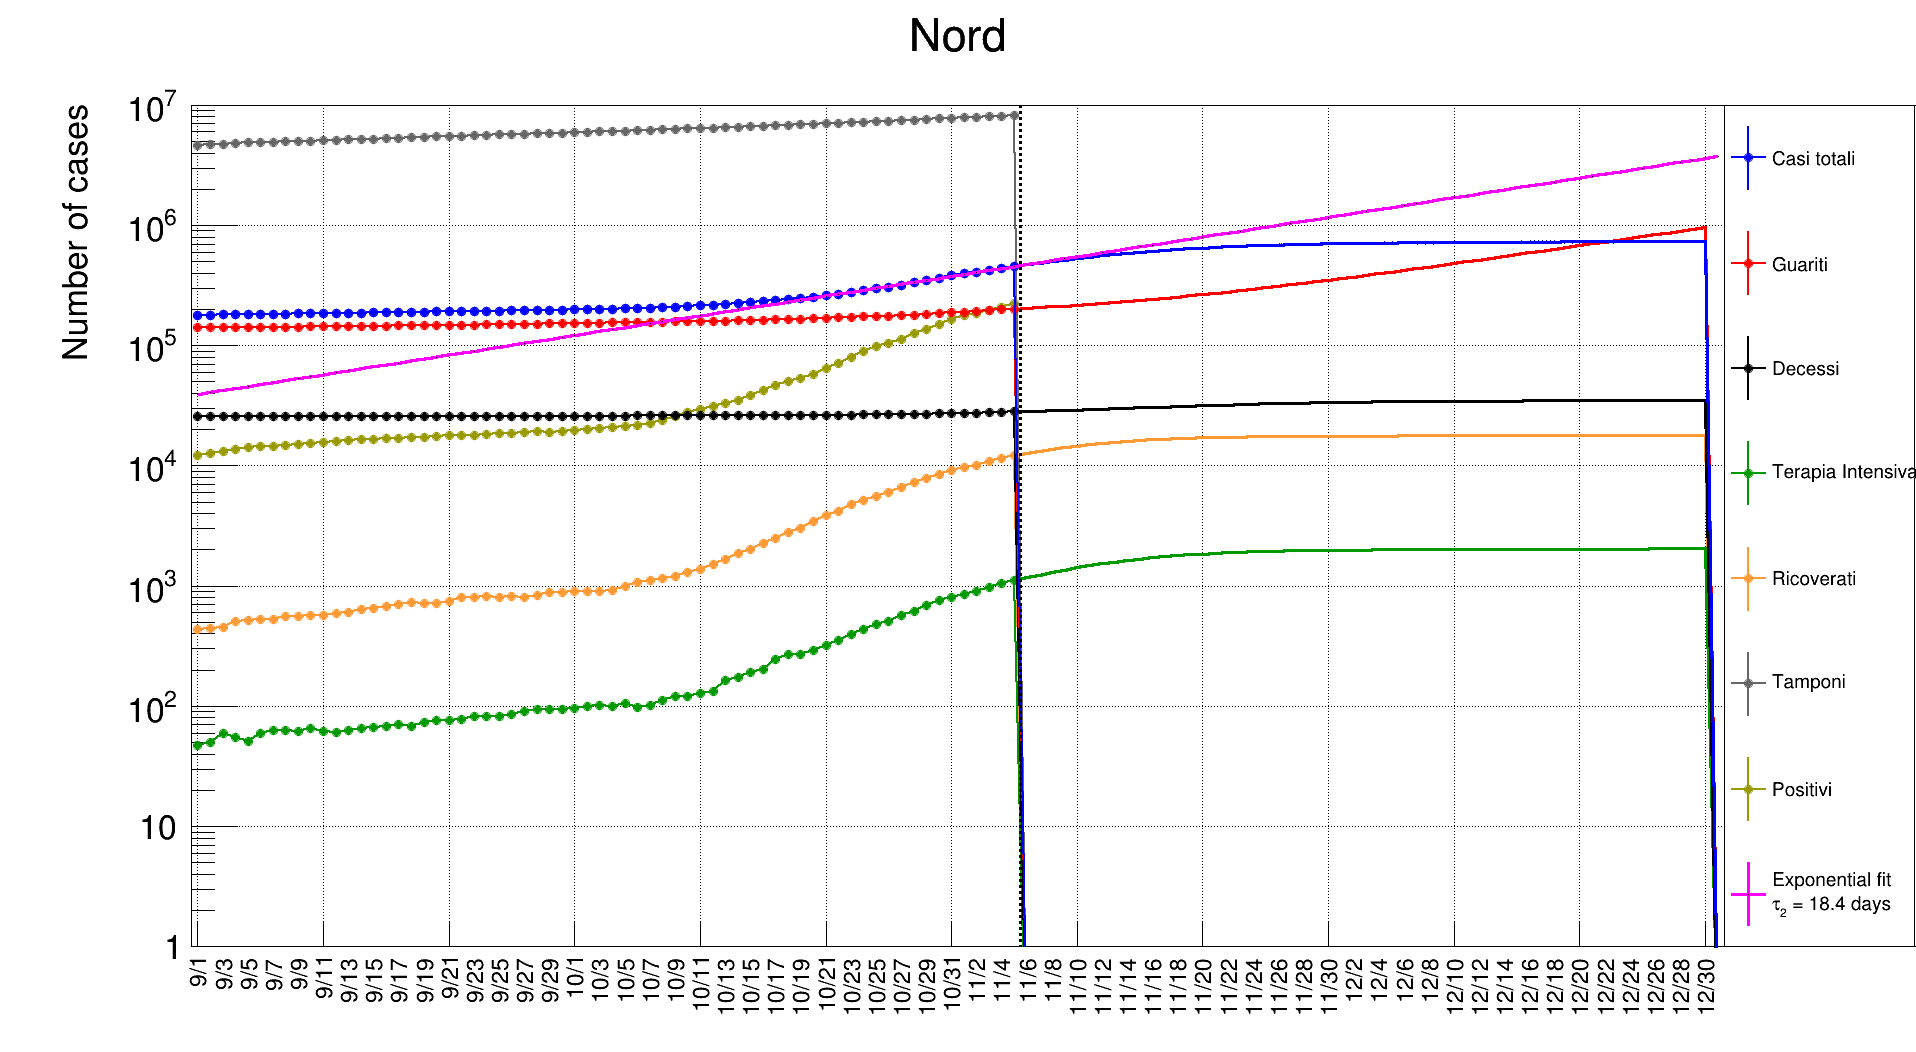 Nord
Number of cases
10^7
10^6
10^5
10^4
10^3
10^2
10
1
9/1 9/3 9/5 9/7 9/9 9/11 9/13 9/15 9/17 9/19 9/21 9/23 9/25 9/27 9/29 10/1 10/3 10/5 10/7 10/9 10/11 10/13 10/15 10/17 10/19 10/21 10/23 10/25 10/27 10/29 10/31 11/2 11/4 11/6 11/8 11/10 11/12 11/14 11/16 11/18 11/20 11/22 11/24 11/26 11/28 11/30 12/2 12/4 12/6 12/8 12/10 12/12 12/14 12/16 12/18 12/20 12/22 12/24 12/26 12/28 12/30
Casi totali
Guariti
Decessi
Terapia Intensiva
Ricoverati
Tamponi
Positivi
Exponential fit
τ_2 = 18.4 days